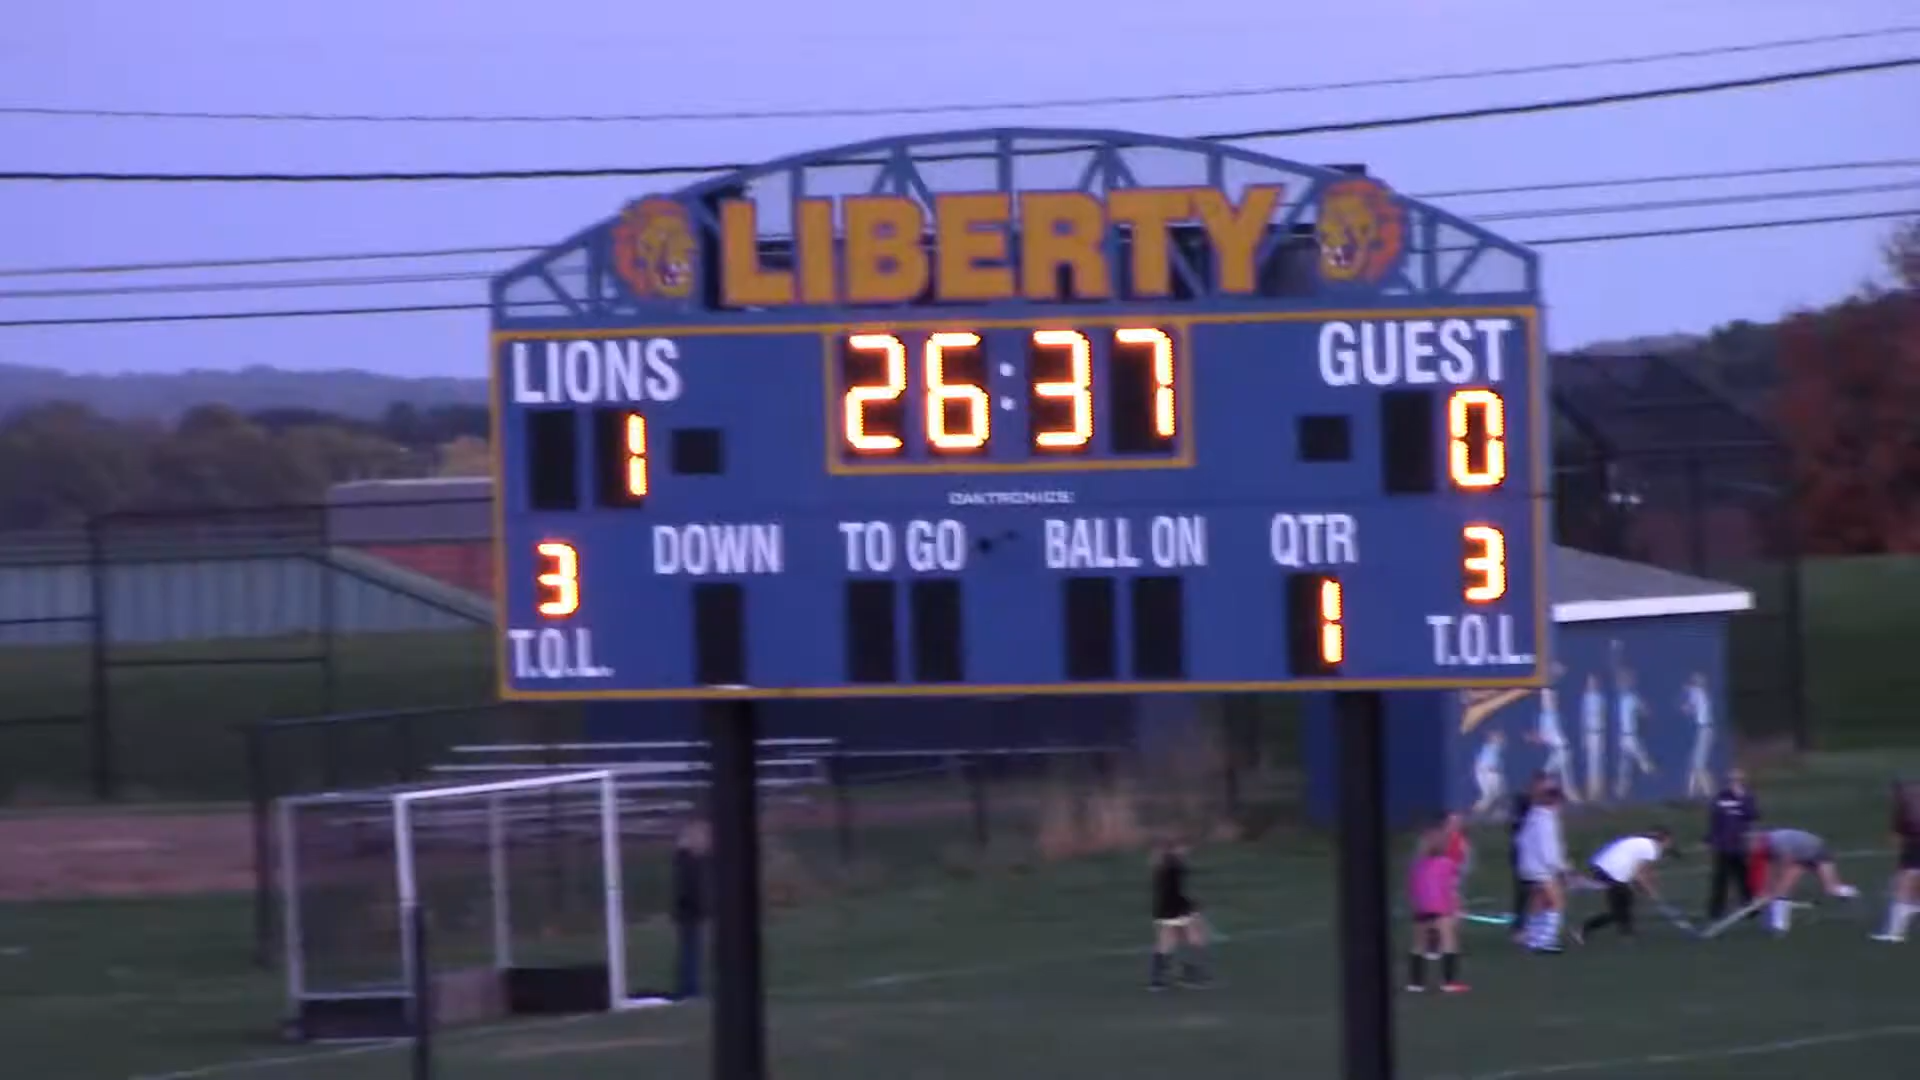 LIBERTY
LIONS 26:37 GUEST
1 0
DAKTRONICS
3 DOWN TO GO BALL ON QTR 3
1
T.O.L. T.O.L.